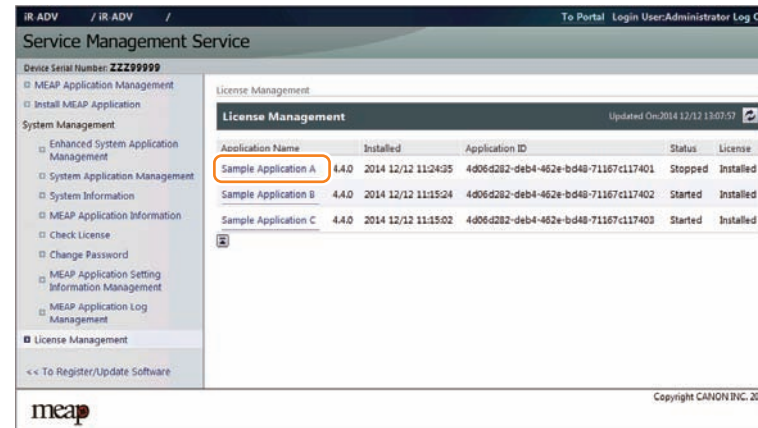 iR-ADV / iR-ADV / To Portal Login User:Administrator Log
Service Management Service
Device Serial Number: ZZZ99999
MEAP Application Management
Install MEAP Application
System Management
Enhanced System Application
Management
System Application Management
System Information
MEAP Application Information
Check License
Change Password
MEAP Application Setting
Information Management
MEAP Application Log
Management
License Management
<< To Register/Update Software
License Management
License Management Updated On:2014 12/12 13:07:57
Application Name Installed Application ID Status License
Sample Application A 4.4.0 2014 12/12 11:24:35 4d06d282-deb4-462e-bd48-71167c117401 Stopped Installed
Sample Application B 4.4.0 2014 12/12 11:15:24 4d06d282-deb4-462e-bd48-71167c117402 Started Installed
Sample Application C 4.4.0 2014 12/12 11:15:02 4d06d282-deb4-462e-bd48-71167c117403 Started Installed
meap
Copyright CANON INC. 20